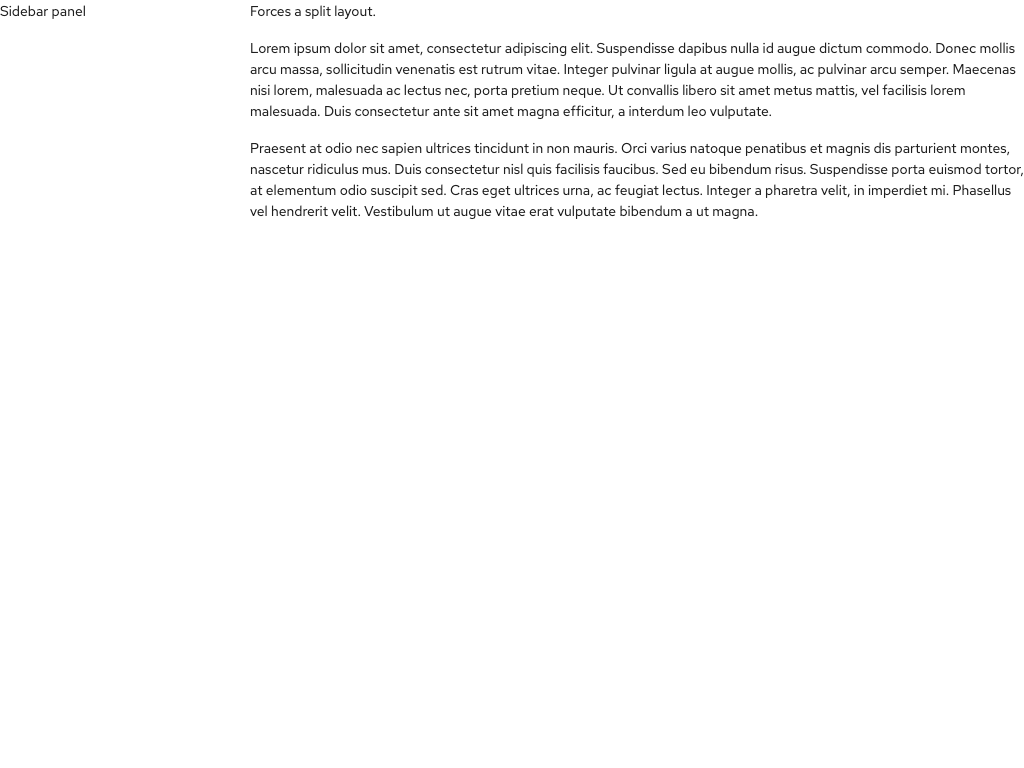 Sidebar panel
Forces a split layout.
Lorem ipsum dolor sit amet, consectetur adipiscing elit. Suspendisse dapibus nulla id augue dictum commodo. Donec mollis
arcu massa, sollicitudin venenatis est rutrum vitae. Integer pulvinar ligula at augue mollis, ac pulvinar arcu semper. Maecenas
nisi lorem, malesuada ac lectus nec, porta pretium neque. Ut convallis libero sit amet metus mattis, vel facilisis lorem
malesuada. Duis consectetur ante sit amet magna efficitur, a interdum leo vulputate.
Praesent at odio nec sapien ultrices tincidunt in non mauris. Orci varius natoque penatibus et magnis dis parturient montes,
nascetur ridiculus mus. Duis consectetur nisl quis facilisis faucibus. Sed eu bibendum risus. Suspendisse porta euismod tortor,
at elementum odio suscipit sed. Cras eget ultrices urna, ac feugiat lectus. Integer a pharetra velit, in imperdiet mi. Phasellus
vel hendrerit velit. Vestibulum ut augue vitae erat vulputate bibendum a ut magna.